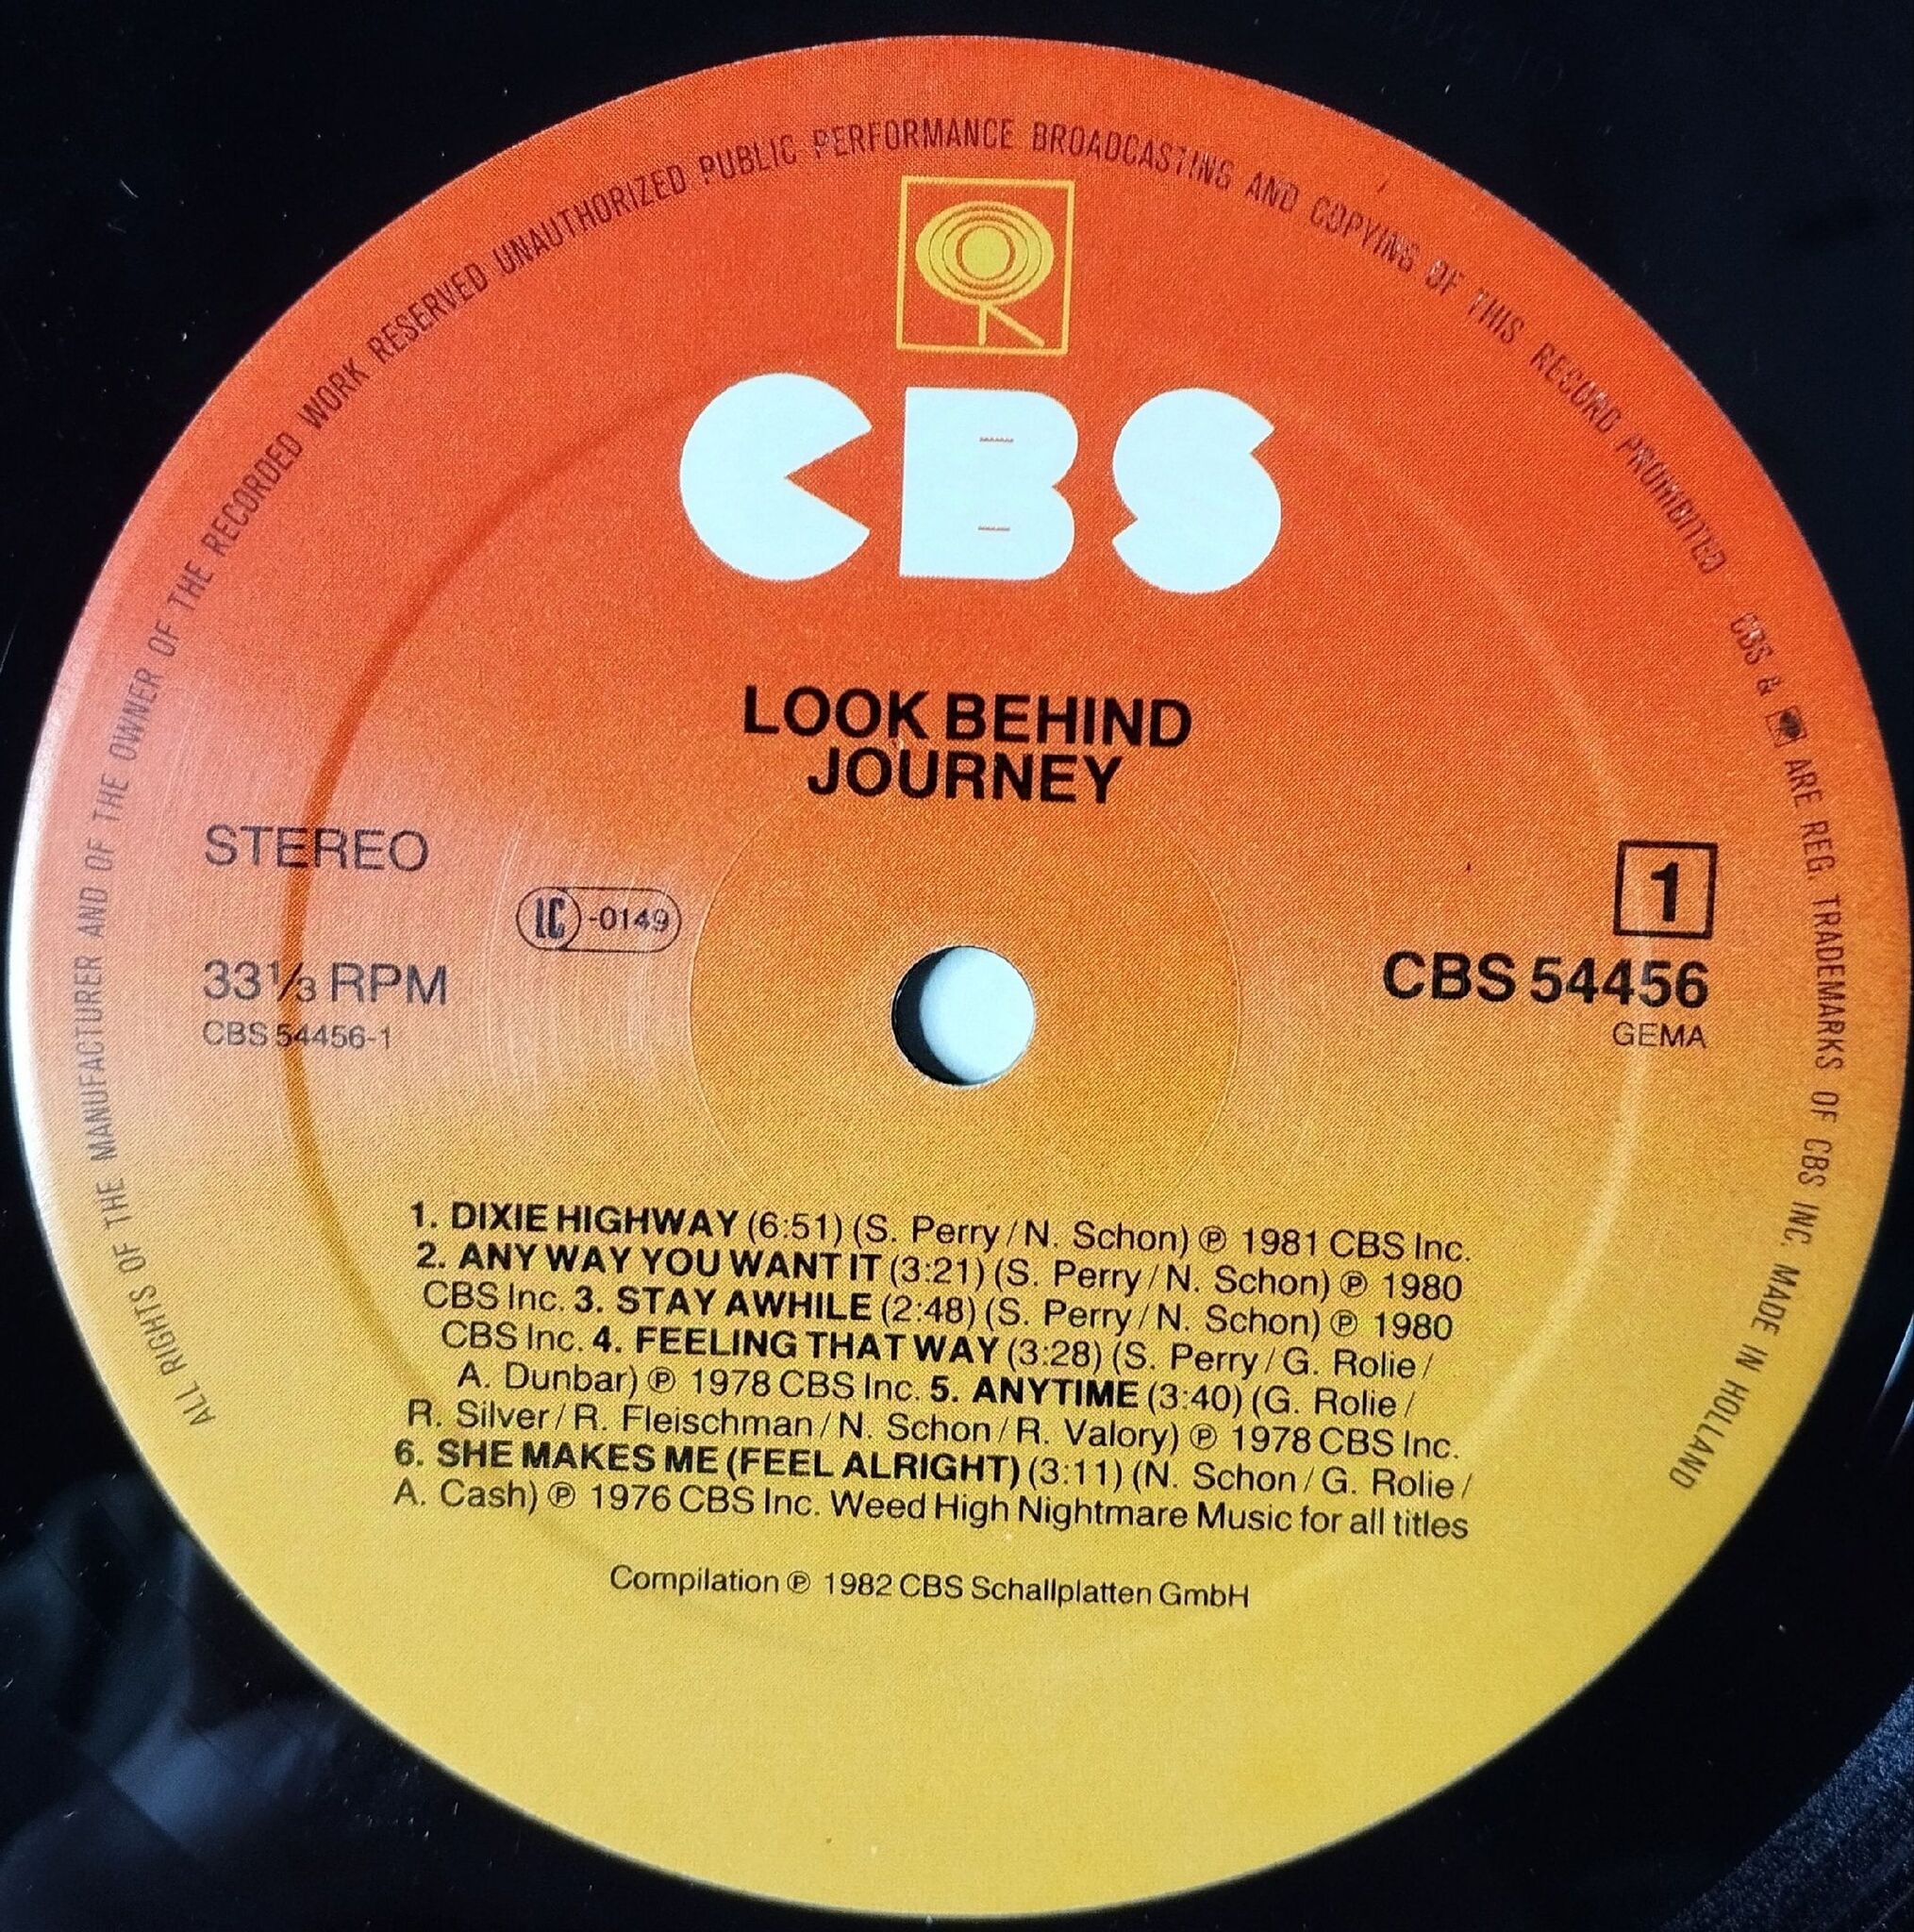 ALL RIGHTS OF THE MANUFACTURER AND OF THE OWNER OF THE RECORDED WORK RESERVED UNAUTHORIZED PUBLIC PERFORMANCE BROADCASTING AND COPYING OF THIS RECORD PROHIBITED CBS & ARE REG. TRADEMARKS OF CBS INC. MADE IN HOLLAND
CBS
LOOK BEHIND
JOURNEY
STEREO
LC-0149
33⅓ RPM
CBS 54456-1
1
CBS 54456
GEMA
1. DIXIE HIGHWAY (6:51) (S. Perry/N. Schon) ℗ 1981 CBS Inc.
2. ANY WAY YOU WANT IT (3:21) (S. Perry/N. Schon) ℗ 1980
CBS Inc. 3. STAY AWHILE (2:48) (S. Perry/N. Schon) ℗ 1980
CBS Inc. 4. FEELING THAT WAY (3:28) (S. Perry/G. Rolie/
A. Dunbar) ℗ 1978 CBS Inc. 5. ANYTIME (3:40) (G. Rolie/
R. Silver/R. Fleischman/N. Schon/R. Valory) ℗ 1978 CBS Inc.
6. SHE MAKES ME (FEEL ALRIGHT) (3:11) (N. Schon/G. Rolie/
A. Cash) ℗ 1976 CBS Inc. Weed High Nightmare Music for all titles
Compilation ℗ 1982 CBS Schallplatten GmbH